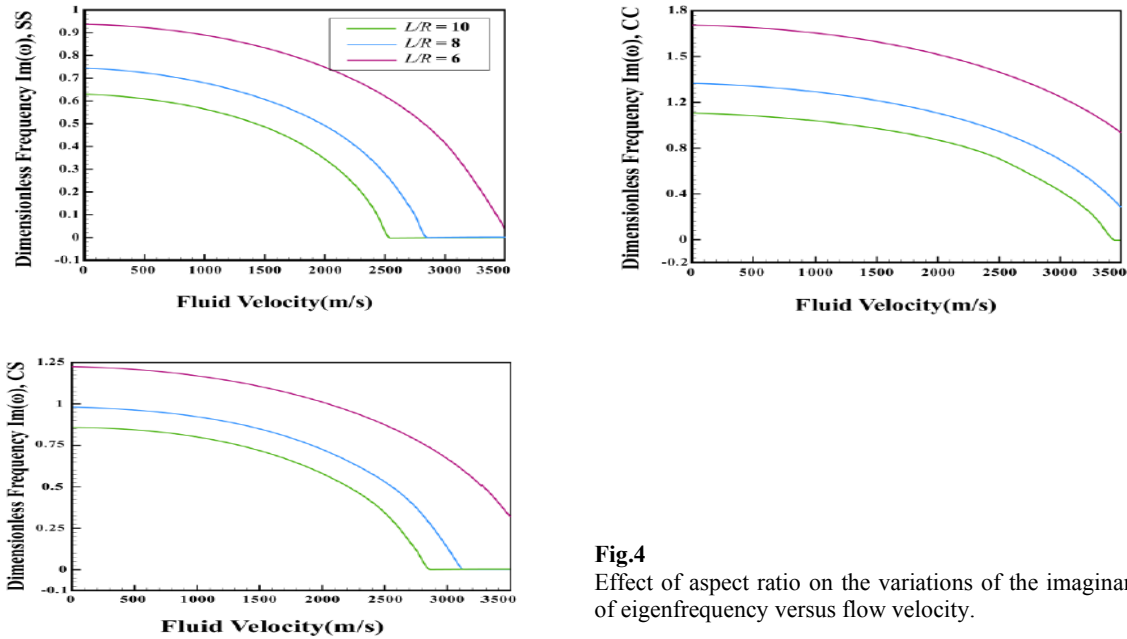 Dimensionless Frequency Im(ω), SS
1
0.9
0.8
0.7
0.6
0.5
0.4
0.3
0.2
0.1
0
-0.1
0 500 1000 1500 2000 2500 3000 3500
Fluid Velocity(m/s)
L/R = 10
L/R = 8
L/R = 6
Dimensionless Frequency Im(ω), CC
1.8
1.5
1.2
0.8
0.4
0
-0.2
0 500 1000 1500 2000 2500 3000 3500
Fluid Velocity(m/s)
Dimensionless Frequency Im(ω), CS
1.25
1
0.75
0.5
0.25
0
-0.1
0 500 1000 1500 2000 2500 3000 3500
Fluid Velocity(m/s)
Fig.4
Effect of aspect ratio on the variations of the imaginar
of eigenfrequency versus flow velocity.